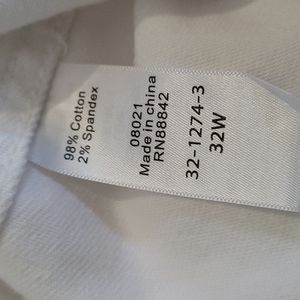 98% Cotton
2% Spandex
08021
Made in china
RN88842
32-1274-3
32W